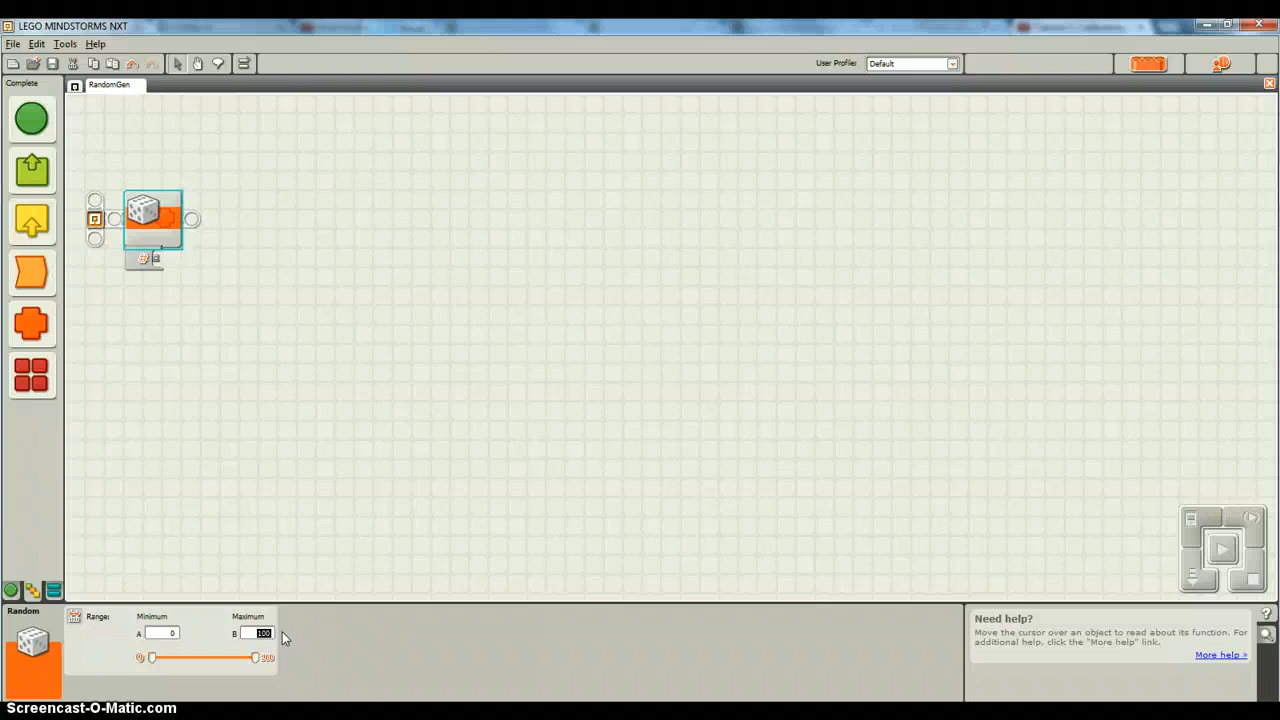 LEGO MINDSTORMS NXT
File Edit Tools Help
User Profile: Default
Complete
RandomGen
#
Random
Range:
Minimum
Maximum
A 0
B 100
0
100
Need help?
Move the cursor over an object to read about its function. For
additional help, click the "More help" link.
More help »
?
Screencast-O-Matic.com